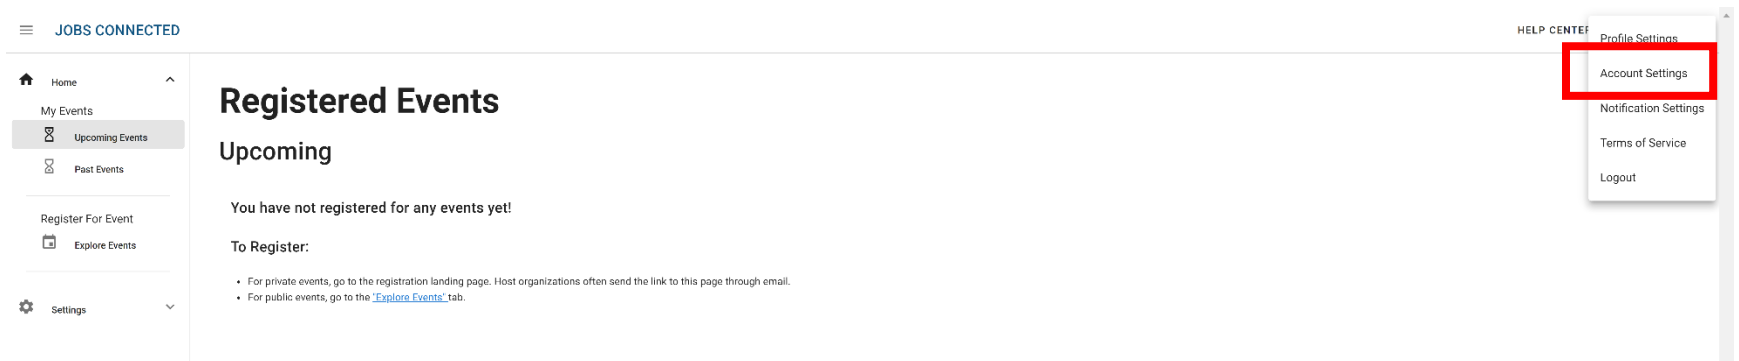 JOBS CONNECTED
HELP CENTER
Profile Settings
Account Settings
Notification Settings
Terms of Service
Logout
Home
My Events
Upcoming Events
Past Events
Register For Event
Explore Events
Settings
Registered Events
Upcoming
You have not registered for any events yet!
To Register:
• For private events, go to the registration landing page. Host organizations often send the link to this page through email.
• For public events, go to the "Explore Events" tab.